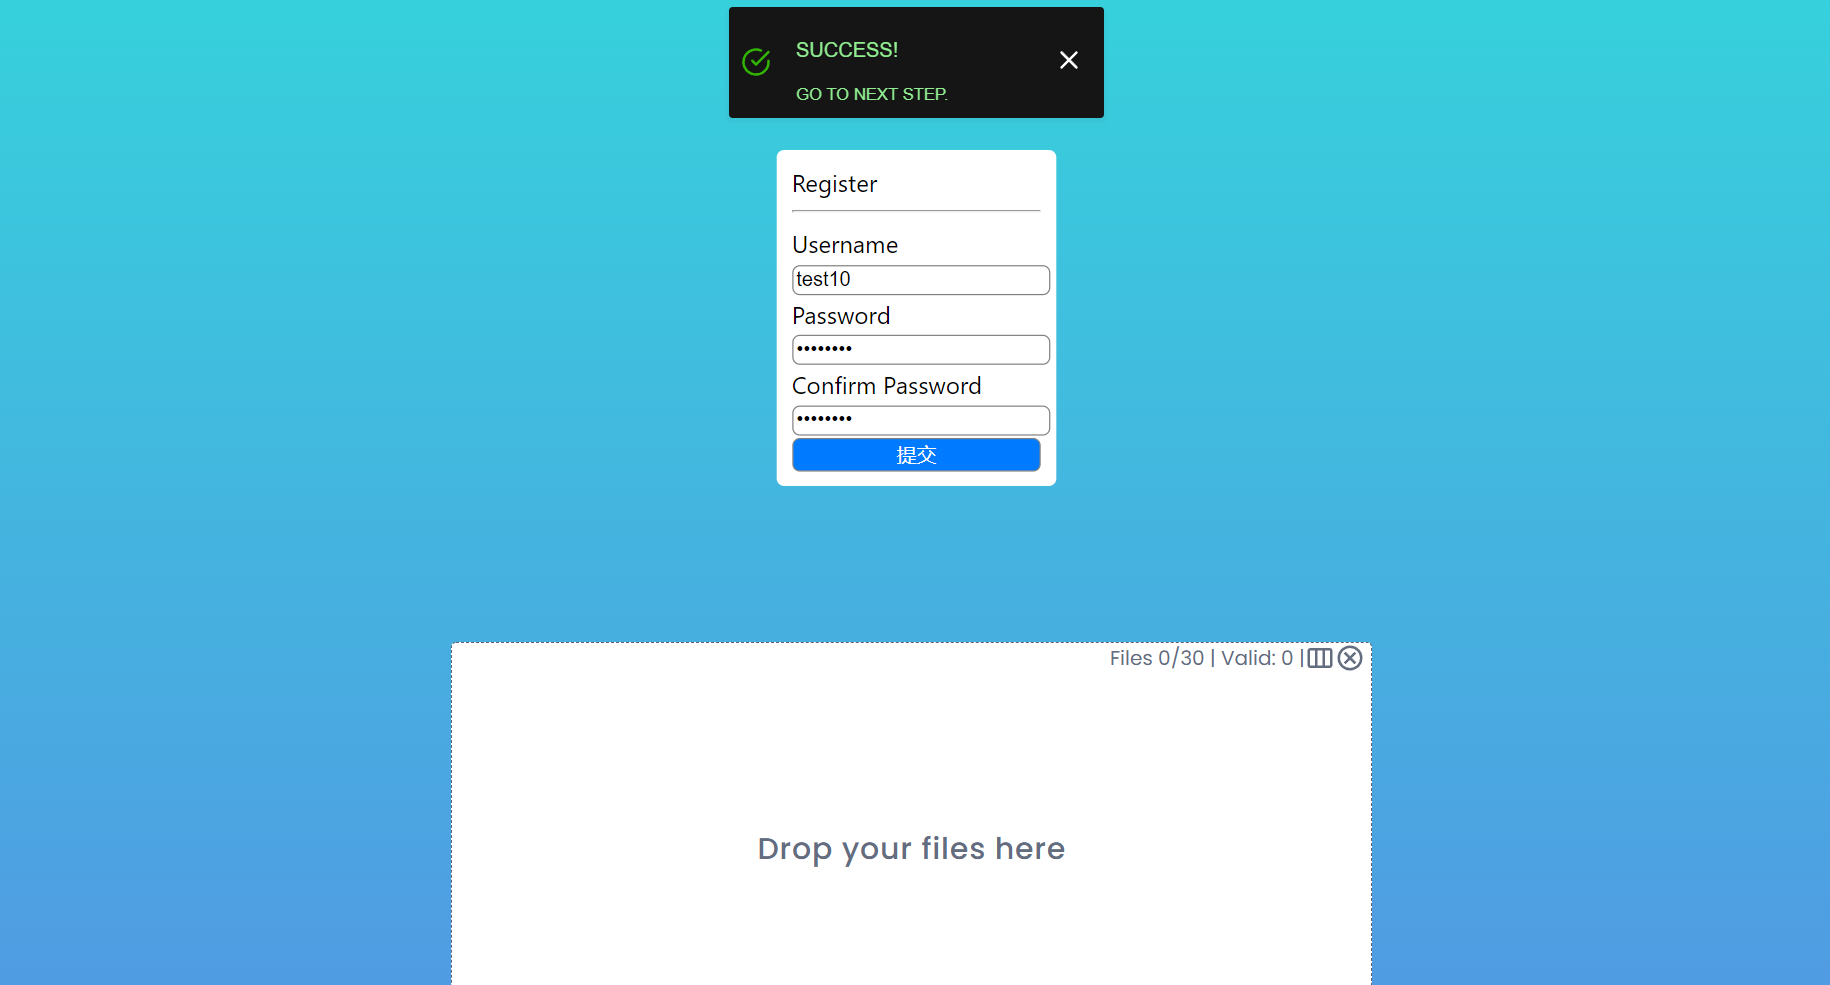 SUCCESS!
GO TO NEXT STEP.
Register
Username
test10
Password
••••••••
Confirm Password
••••••••
提交
Files 0/30 | Valid: 0 |
Drop your files here